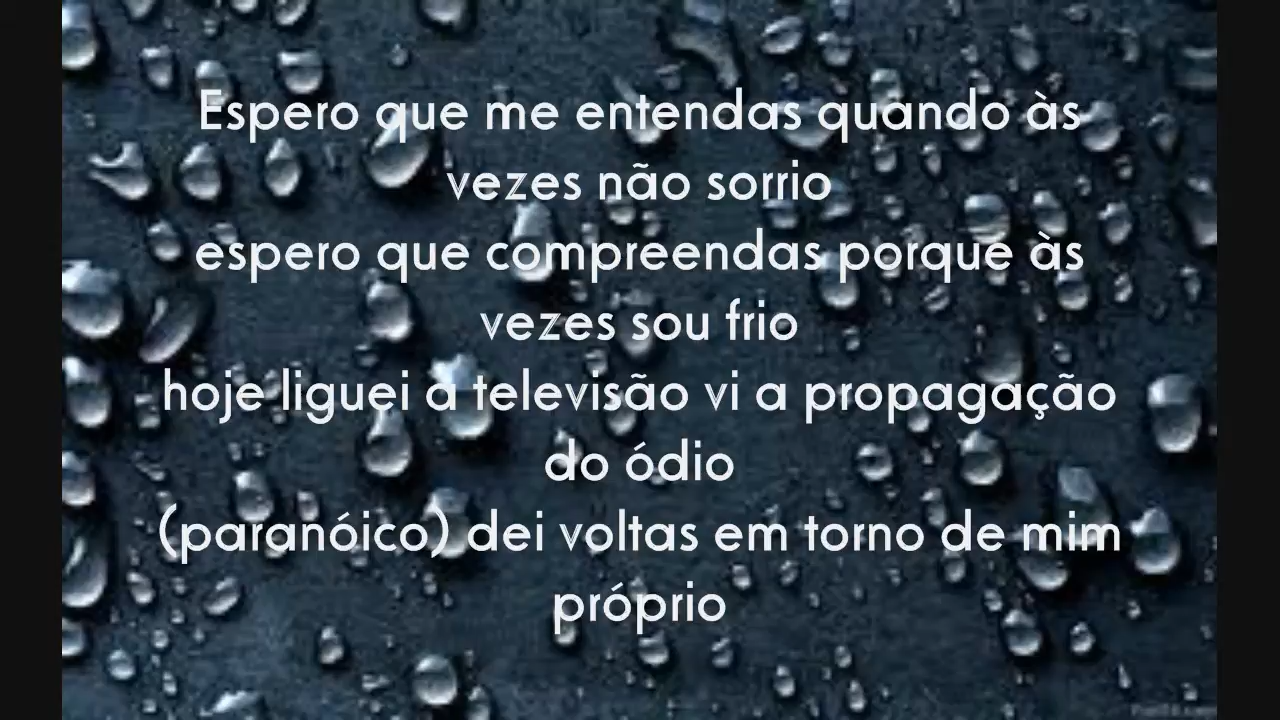 Espero que me entendas quando às
vezes não sorrio
espero que compreendas porque às
vezes sou frio
hoje liguei a televisão vi a propagação
do ódio
(paranóico) dei voltas em torno de mim
próprio